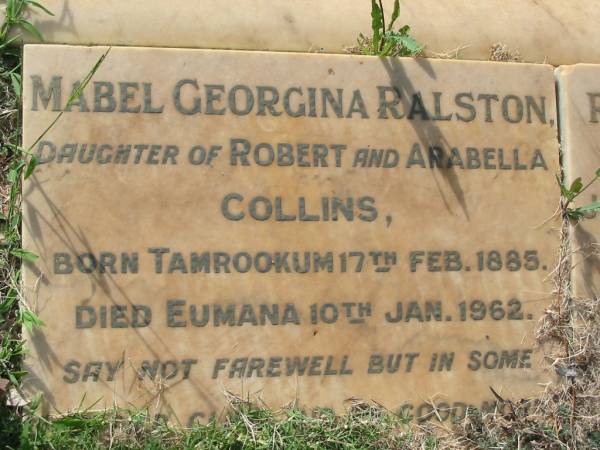 MABEL GEORGINA RALSTON,
DAUGHTER OF ROBERT AND ARABELLA
COLLINS,
BORN TAMROOKUM 17TH FEB. 1885.
DIED EUMANA 10TH JAN. 1962.
SAY NOT FAREWELL BUT IN SOME